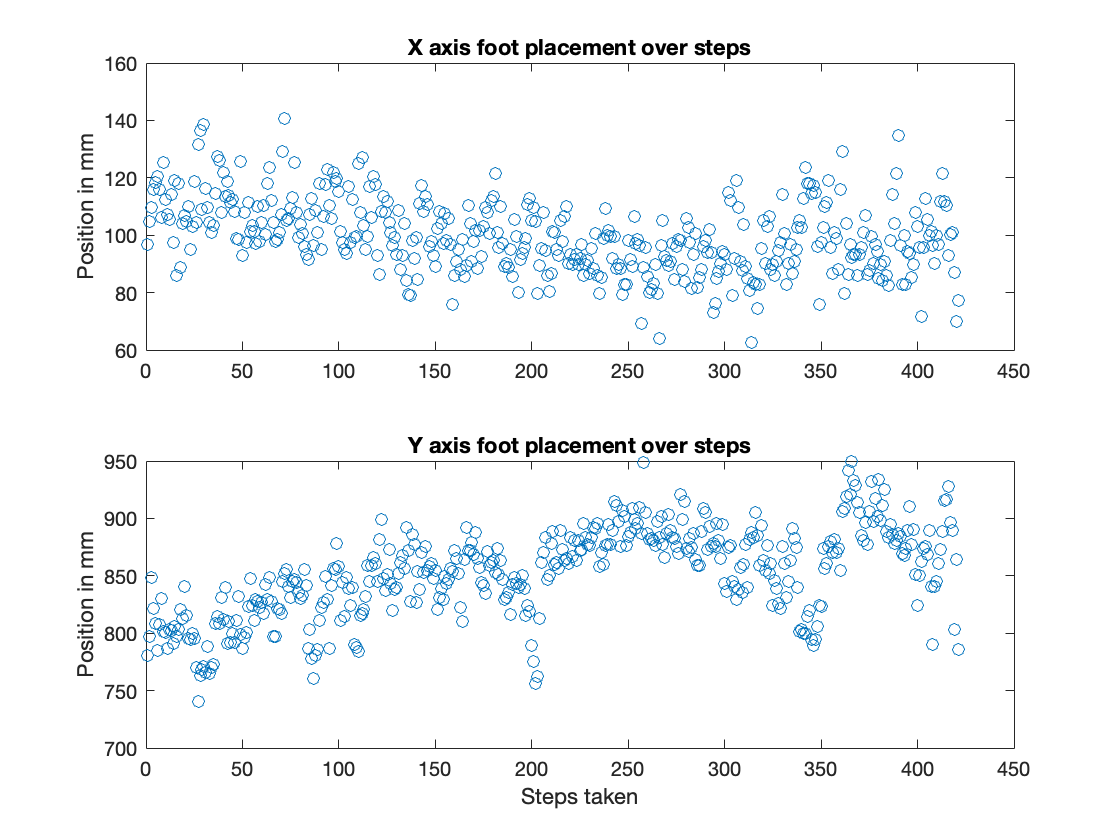 X axis foot placement over steps
160
140
120
100
80
60
Position in mm
0 50 100 150 200 250 300 350 400 450
Y axis foot placement over steps
950
900
850
800
750
700
Position in mm
0 50 100 150 200 250 300 350 400 450
Steps taken